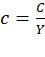 c = C/Y